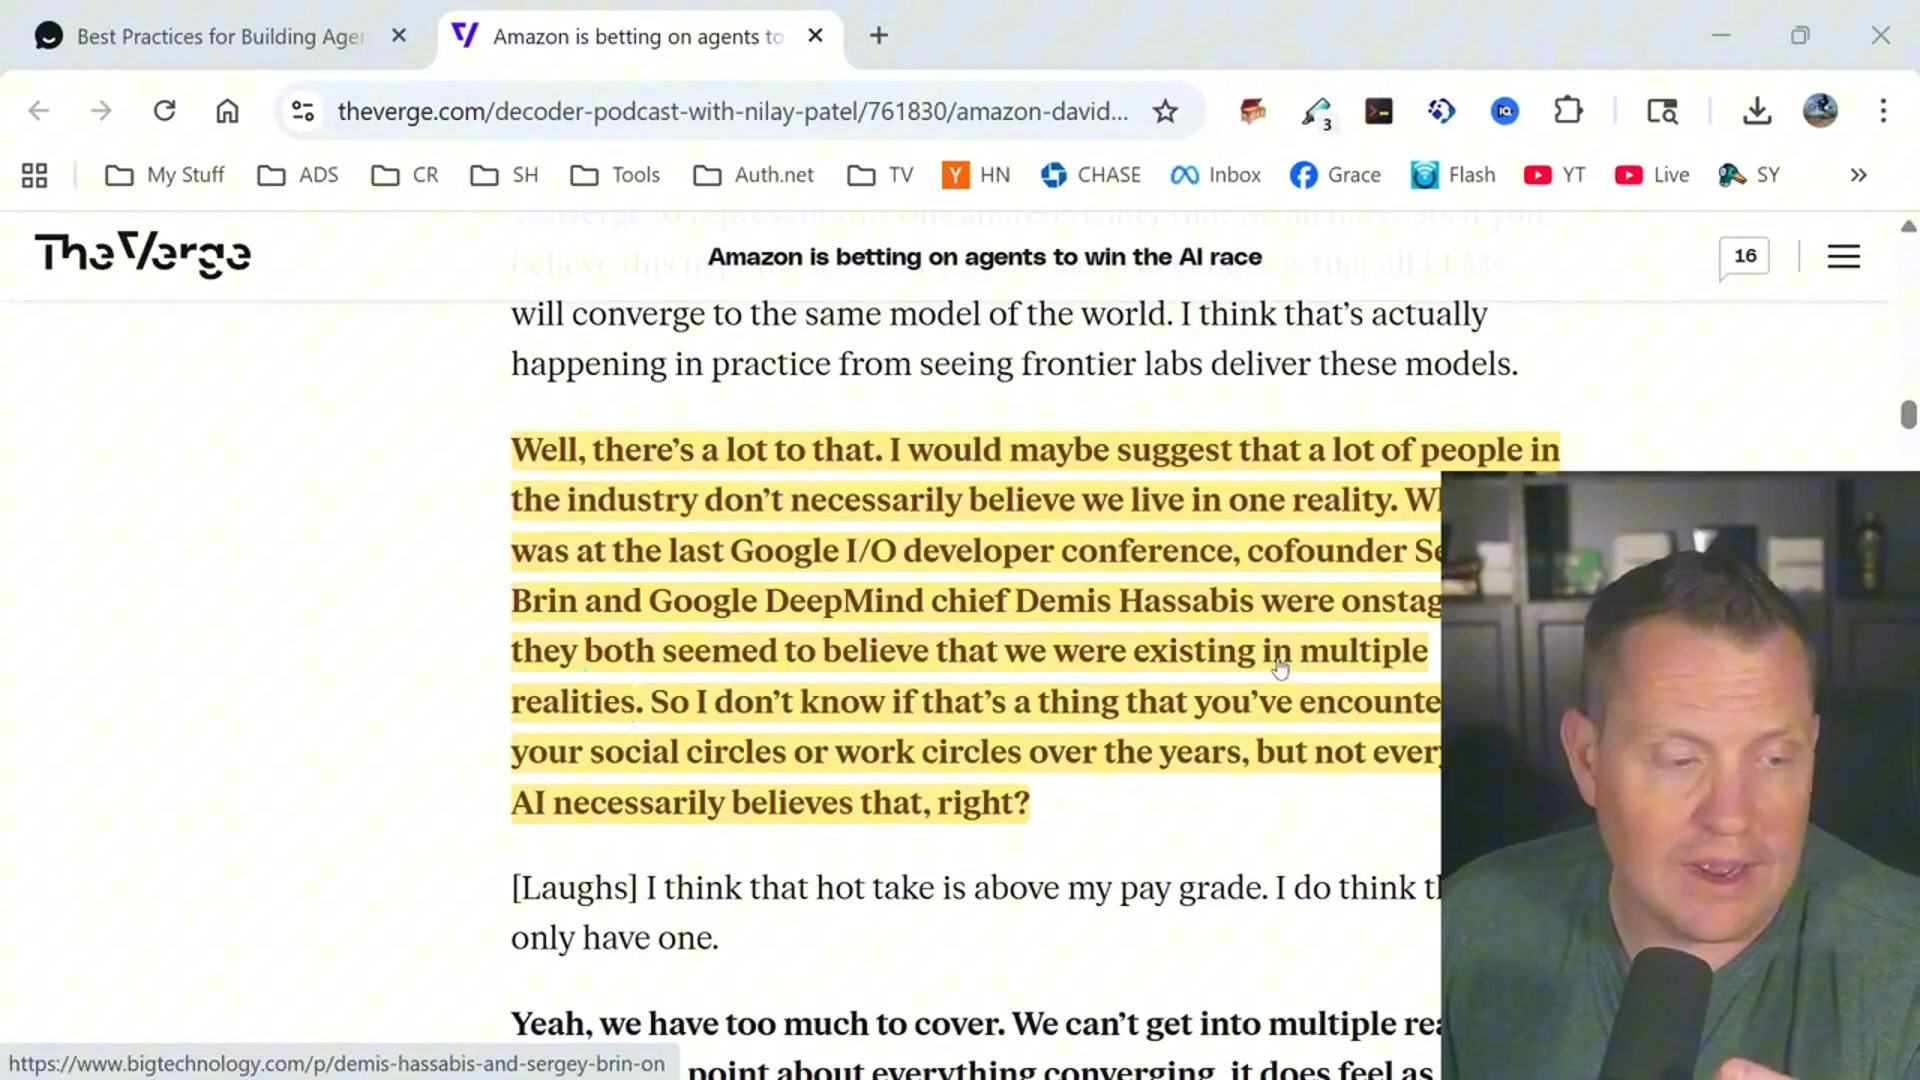 Best Practices for Building Ager
Amazon is betting on agents to
theverge.com/decoder-podcast-with-nilay-patel/761830/amazon-david...
3
My Stuff
ADS
CR
SH
Tools
Auth.net
TV
HN
CHASE
Inbox
Grace
Flash
YT
Live
SY
The Verge
Amazon is betting on agents to win the AI race
16
will converge to the same model of the world. I think that's actually
happening in practice from seeing frontier labs deliver these models.
Well, there's a lot to that. I would maybe suggest that a lot of people in
the industry don't necessarily believe we live in one reality.
was at the last Google I/O developer conference, cofounder
Brin and Google DeepMind chief Demis Hassabis were onstag
they both seemed to believe that we were existing in multiple
realities. So I don't know if that's a thing that you've encounte
your social circles or work circles over the years, but not every
AI necessarily believes that, right?
[Laughs] I think that hot take is above my pay grade. I do think
only have one.
Yeah, we have too much to cover. We can't get into multiple rea
point about everything converging, it does feel as
https://www.bigtechnology.com/p/demis-hassabis-and-sergey-brin-on